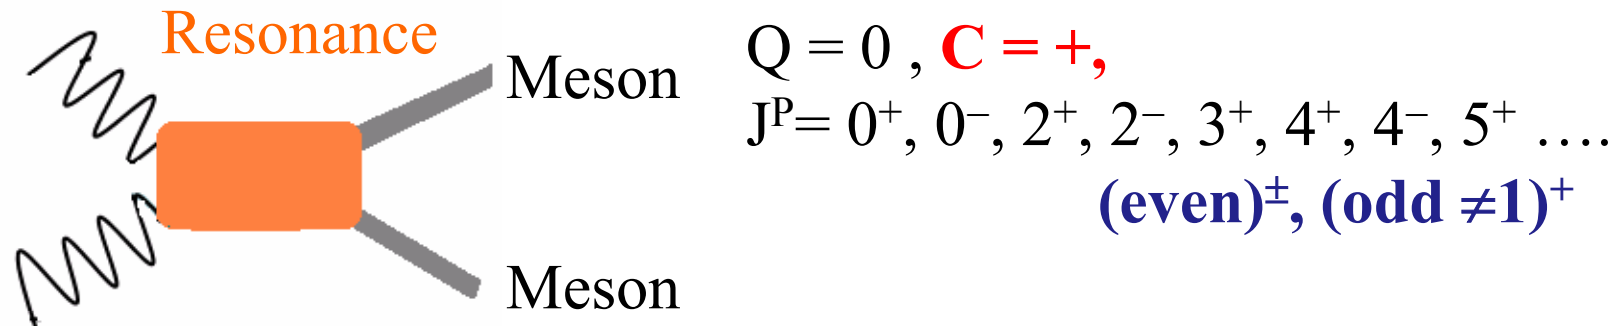 Resonance
Meson
Meson
Q = 0 , C = +,
J^P= 0⁺, 0⁻, 2⁺, 2⁻, 3⁺, 4⁺, 4⁻, 5⁺ ….
(even)^±, (odd ≠1)⁺